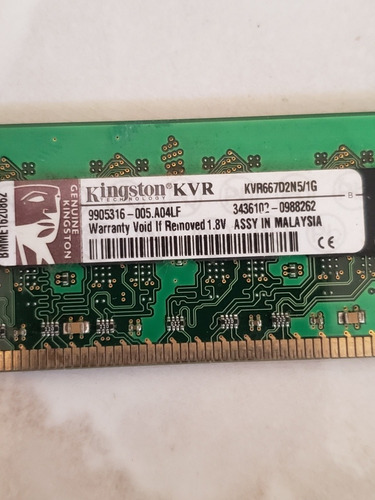 Kingston KVR
TECHNOLOGY
KVR667D2N5/1G
9905316-005.A04LF
3436102-0988262
Warranty Void If Removed 1.8V
ASSY IN MALAYSIA
B
CE
GENUINE
KINGSTON